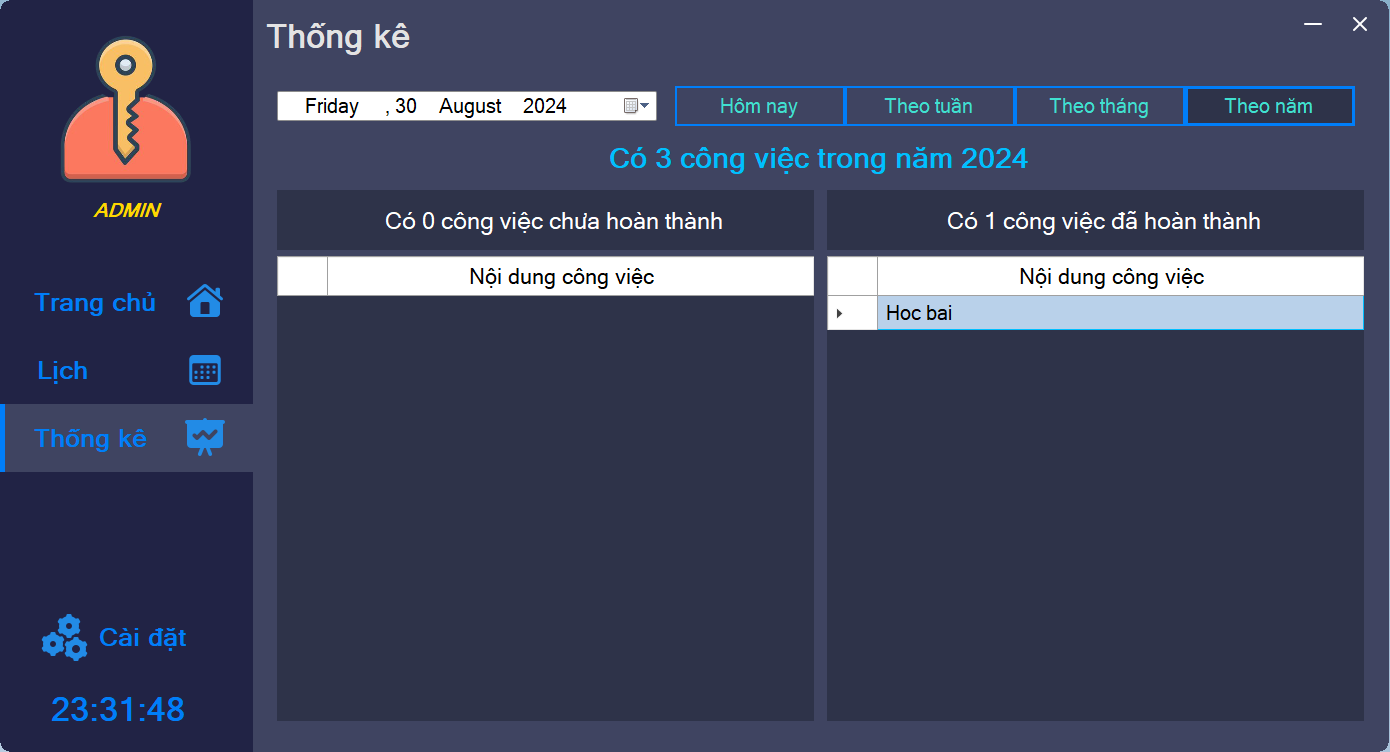 Thống kê
ADMIN
Trang chủ
Lịch
Thống kê
Cài đặt
23:31:48
Friday , 30 August 2024
Hôm nay
Theo tuần
Theo tháng
Theo năm
Có 3 công việc trong năm 2024
Có 0 công việc chưa hoàn thành
Nội dung công việc
Có 1 công việc đã hoàn thành
Nội dung công việc
Hoc bai